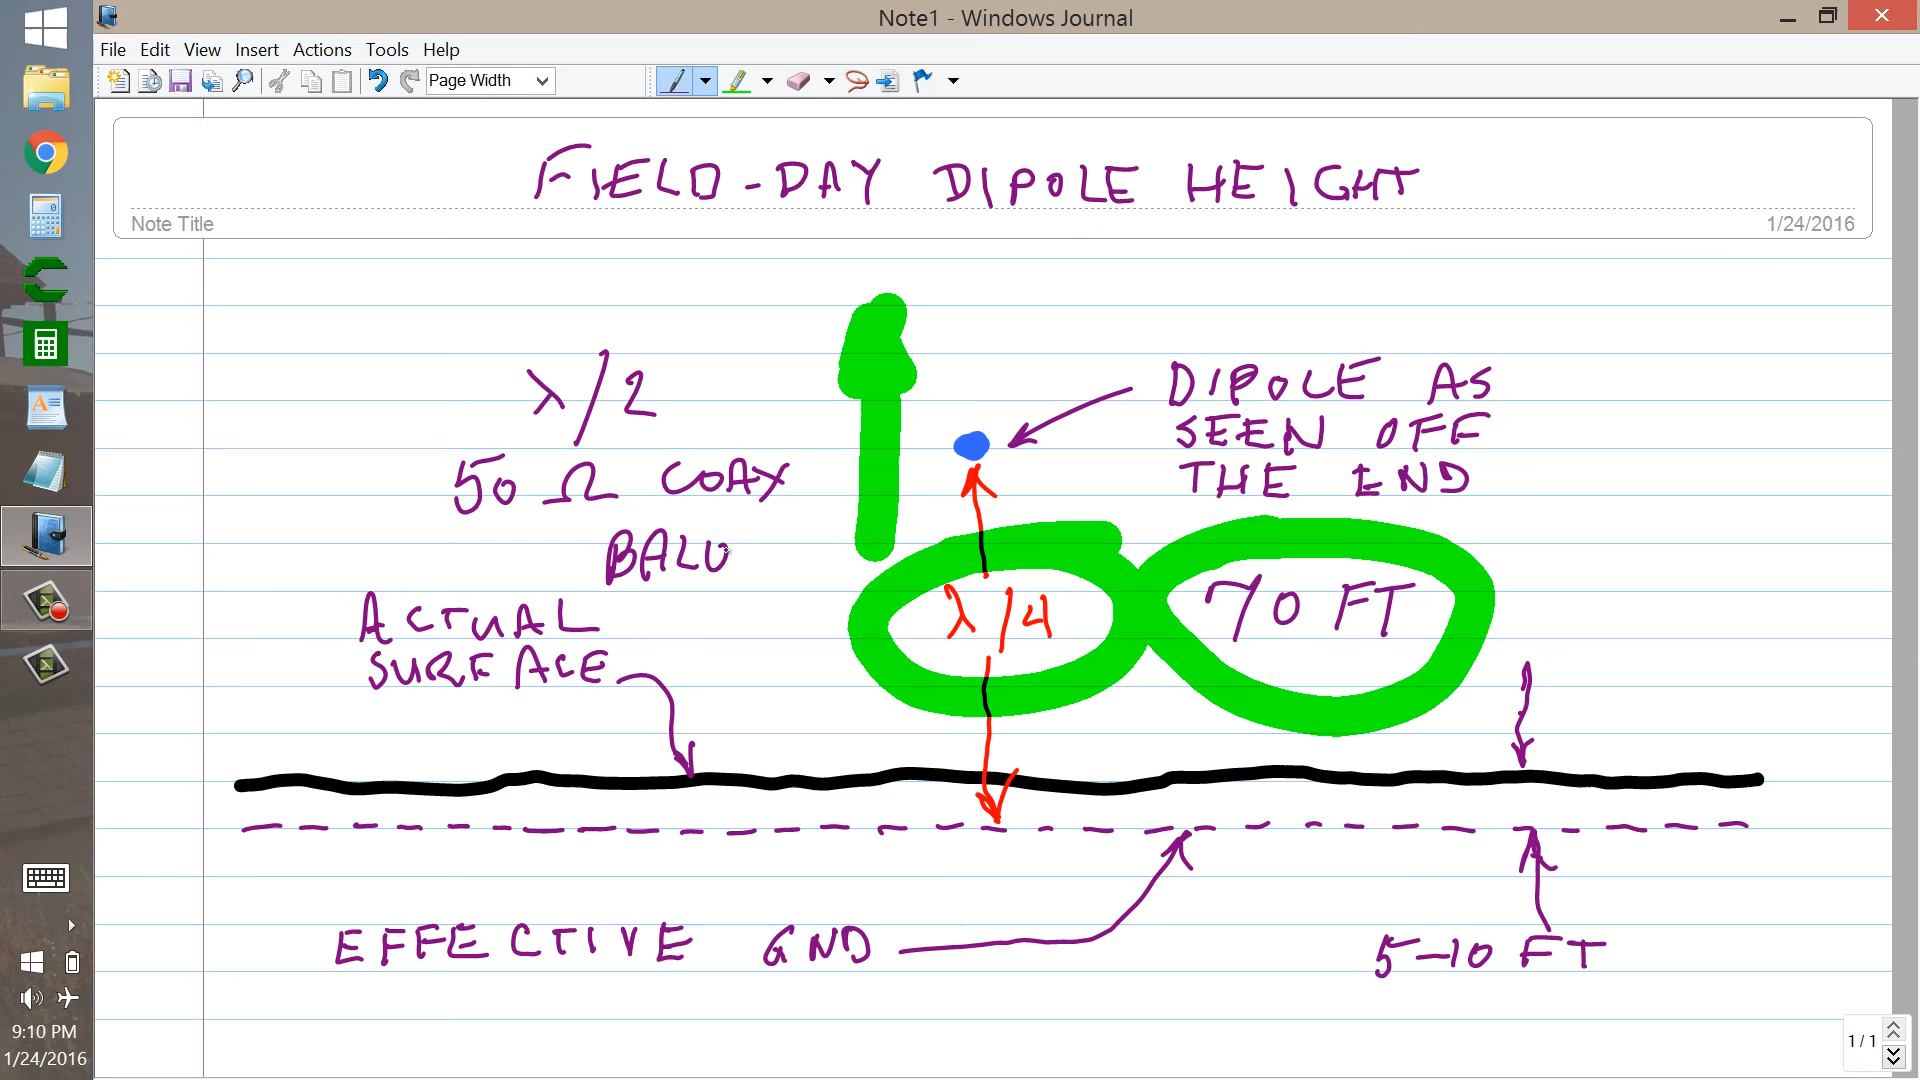 Note1 - Windows Journal
File Edit View Insert Actions Tools Help
Page Width
FIELD-DAY DIPOLE HEIGHT
Note Title
1/24/2016
λ/2
50 Ω COAX
BALU
DIPOLE AS
SEEN OFF
THE END
λ/4
70 FT
ACTUAL
SURFACE
EFFECTIVE GND
5-10 FT
9:10 PM
1/24/2016
1 / 1